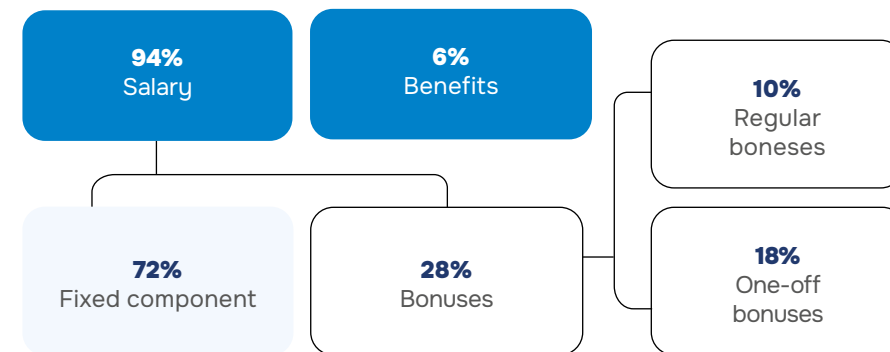 94%
Salary
6%
Benefits
10%
Regular
boneses
72%
Fixed component
28%
Bonuses
18%
One-off
bonuses